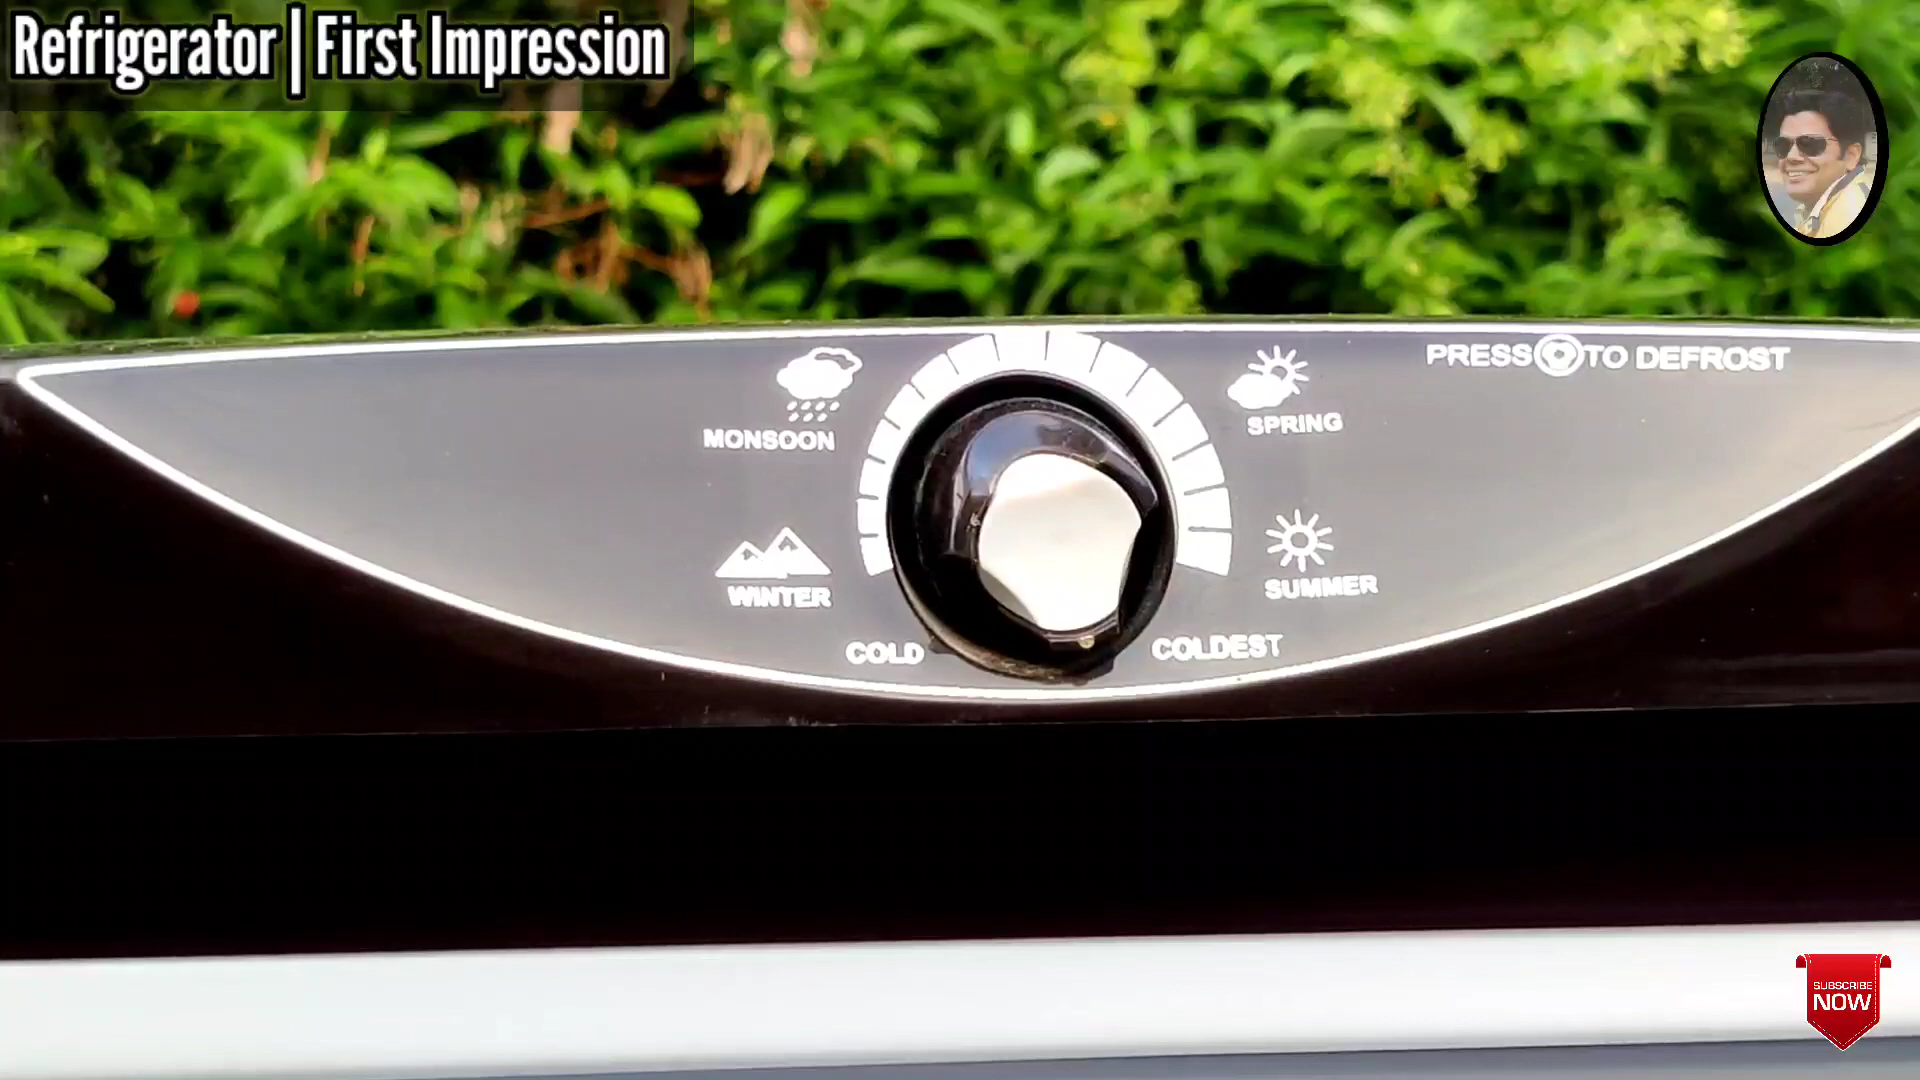 Refrigerator | First Impression
PRESS TO DEFROST
MONSOON
SPRING
WINTER
SUMMER
COLD
COLDEST
SUBSCRIBE
NOW